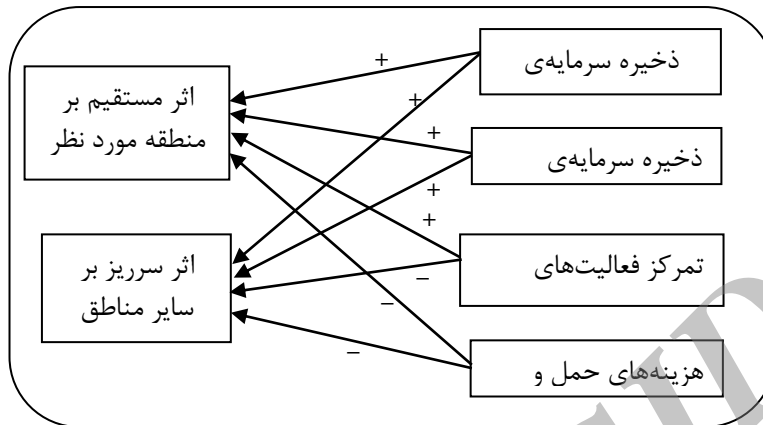 ذخیره سرمایه‌ی
اثر مستقیم بر
منطقه مورد نظر
ذخیره سرمایه‌ی
تمرکز فعالیت‌های
اثر سرریز بر
سایر مناطق
هزینه‌های حمل و
+
+
+
+
+
–
–
–